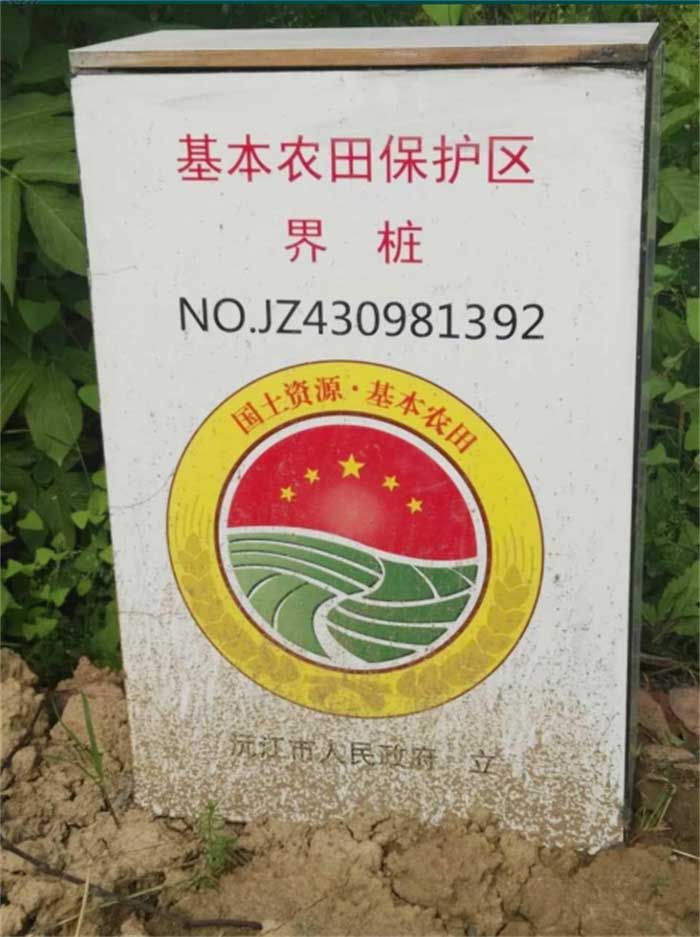 基本农田保护区
界 桩
NO.JZ430981392
国土资源·基本农田
沅江市人民政府 立